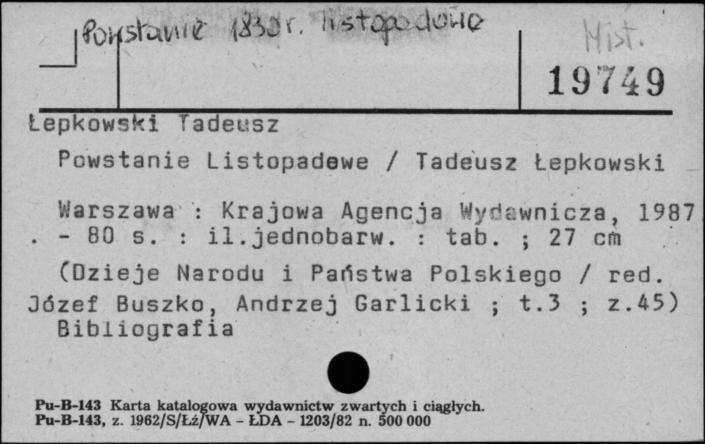 Powstanie 1830r. listopadowe
Hist.
19749
Łepkowski Tadeusz
Powstanie Listopadowe / Tadeusz Łepkowski
Warszawa : Krajowa Agencja Wydawnicza, 1987
. - 80 s. : il.jednobarw. : tab. ; 27 cm
(Dzieje Narodu i Państwa Polskiego / red.
Józef Buszko, Andrzej Garlicki ; t.3 ; z.45)
Bibliografia
Pu-B-143 Karta katalogowa wydawnictw zwartych i ciągłych.
Pu-B-143, z. 1962/S/Łż/WA - ŁDA - 1203/82 n. 500 000